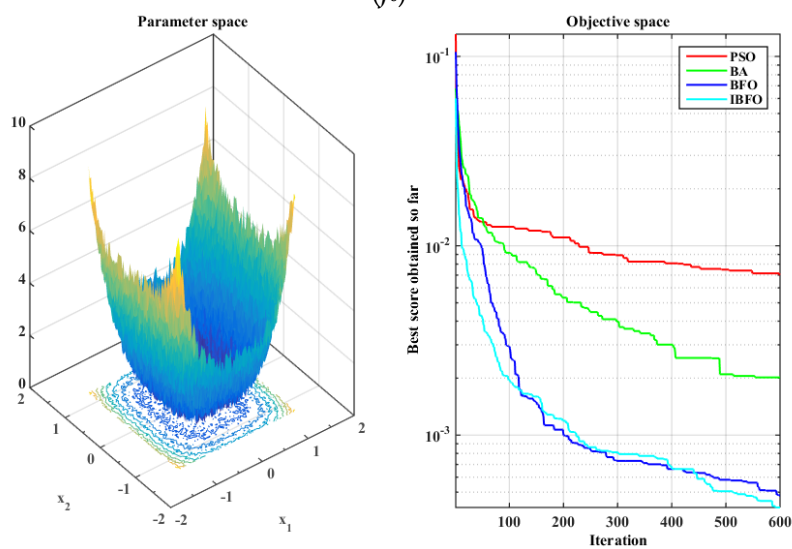 Parameter space
10
8
6
4
2
0
2
1
0
-1
-2
-2
-1
0
1
2
x2
x1
Objective space
10-1
10-2
10-3
Best score obtained so far
100 200 300 400 500 600
Iteration
PSO
BA
BFO
IBFO